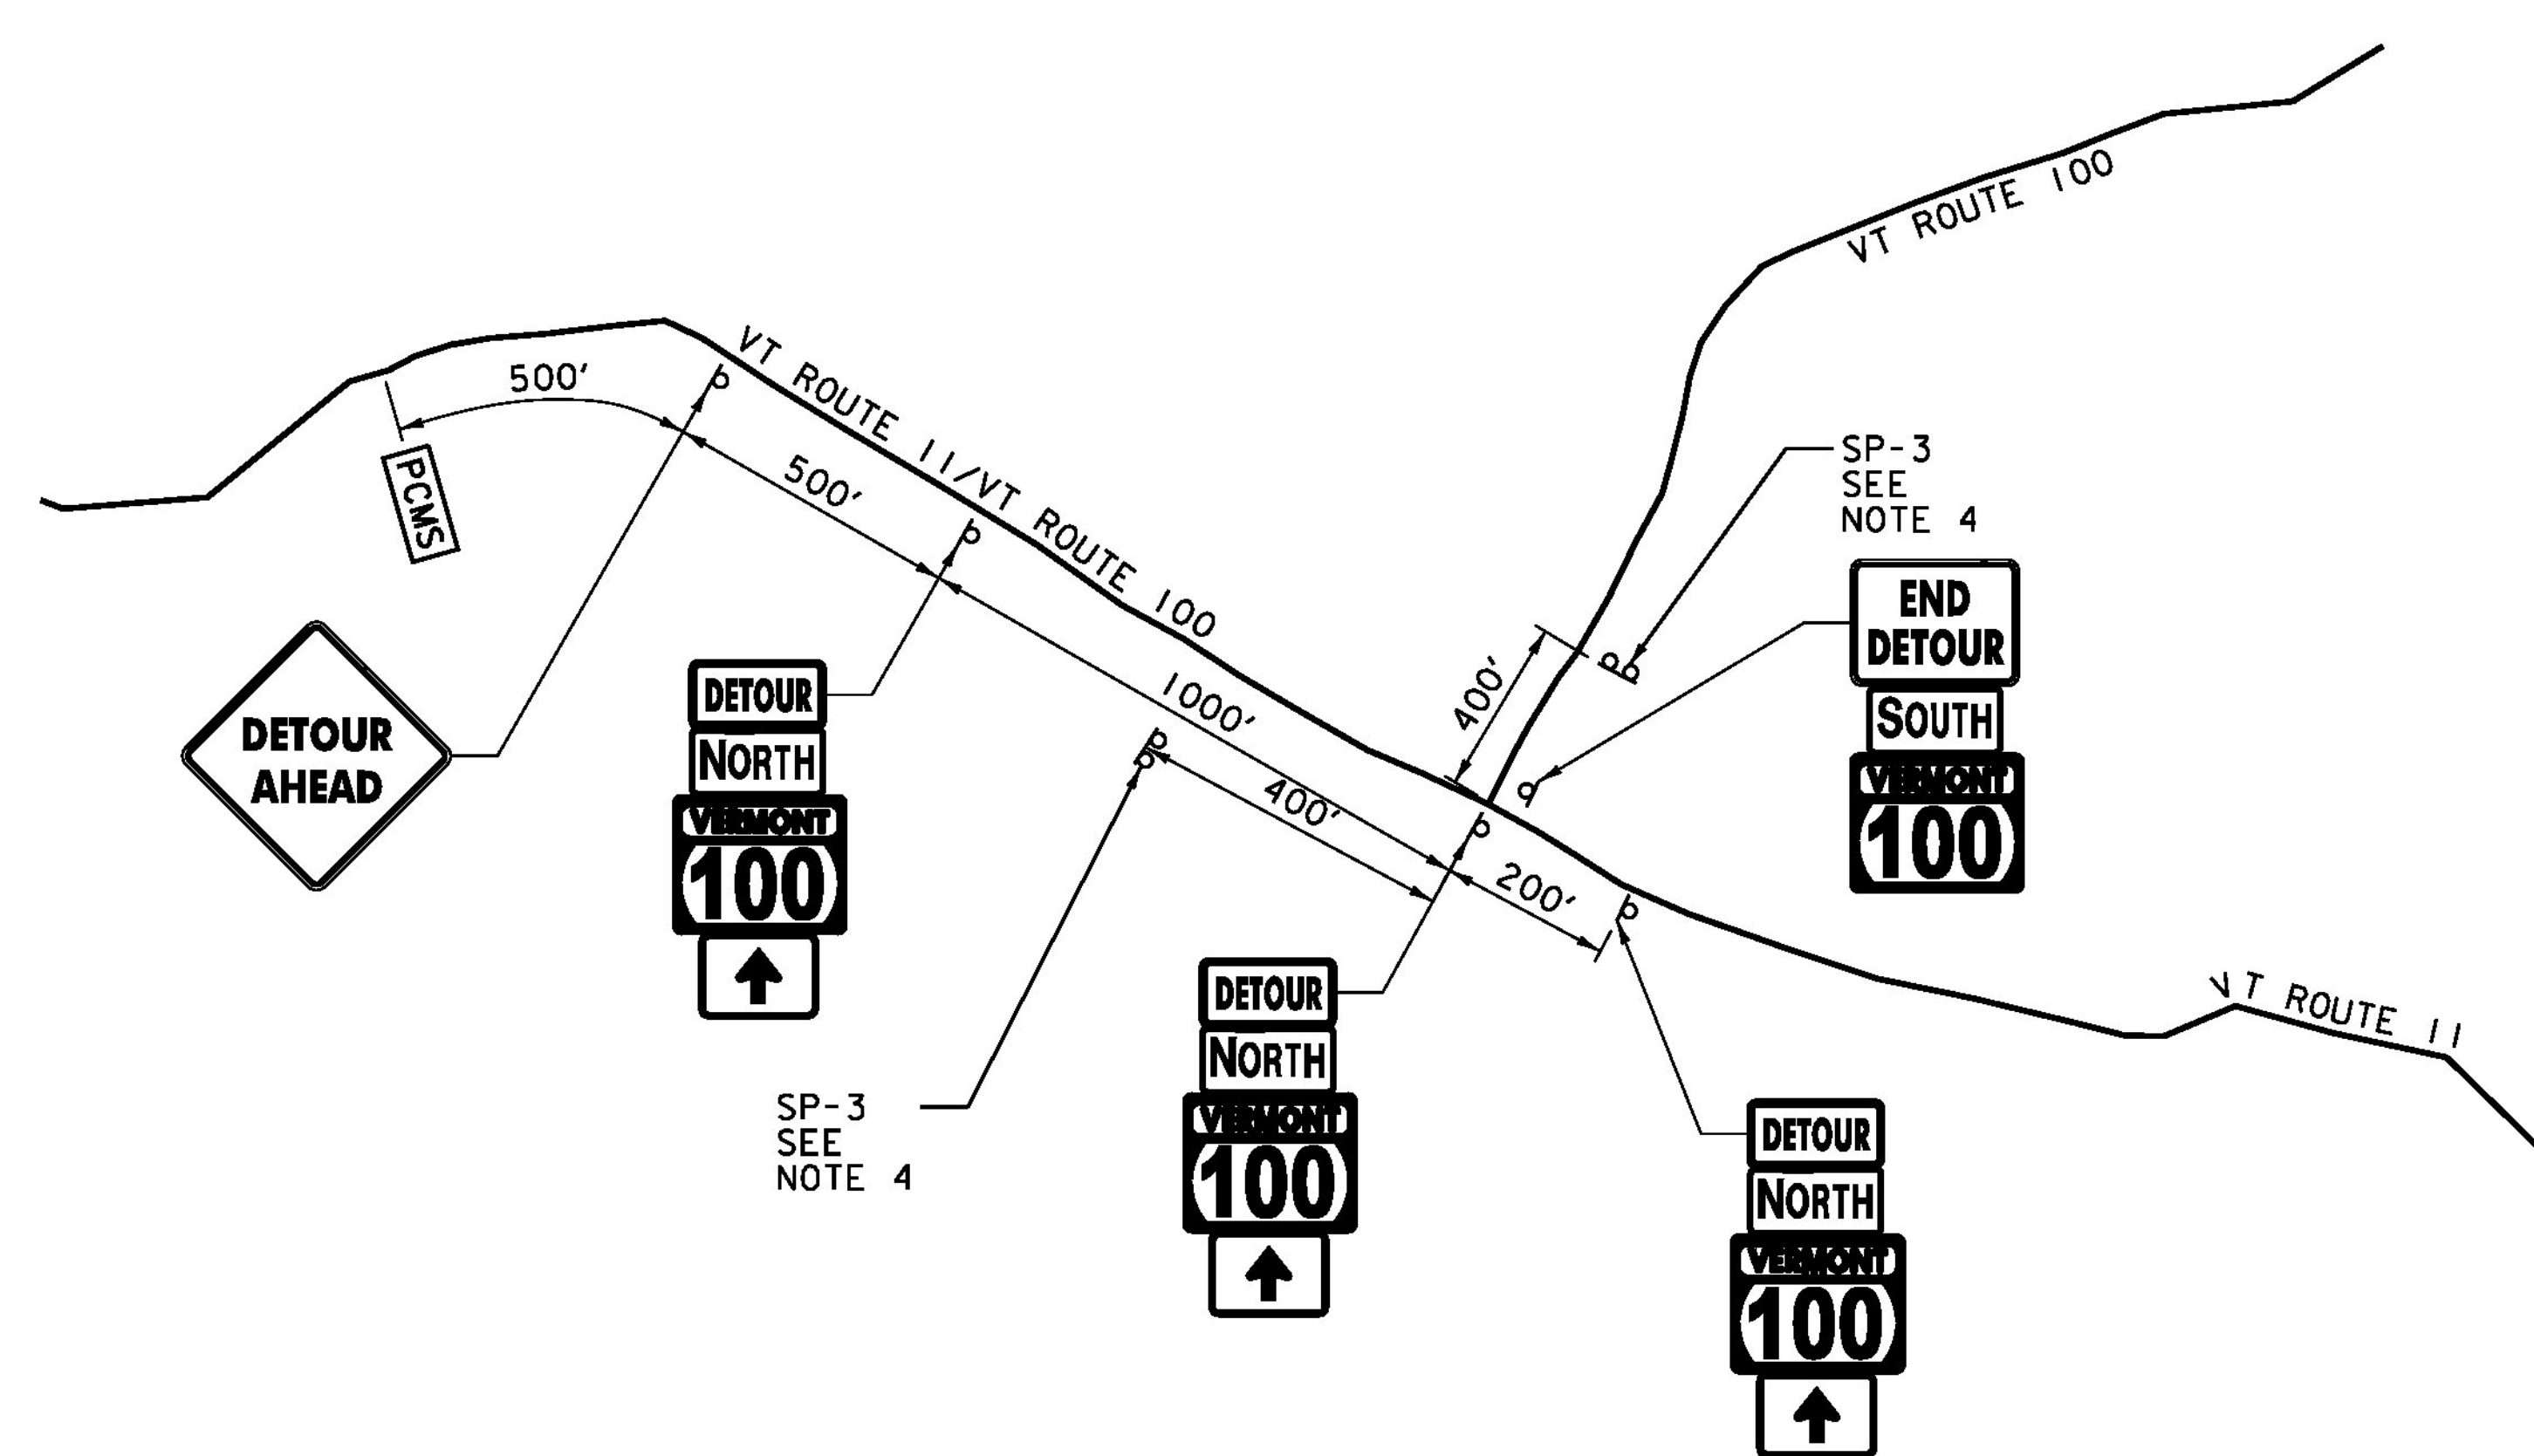 VT ROUTE 100
500'
VT ROUTE 11/VT ROUTE 100
PCMS
500'
SP-3
SEE
NOTE 4
END
DETOUR
SOUTH
VERMONT
100
400'
1000'
DETOUR
AHEAD
DETOUR
NORTH
VERMONT
100
400'
200'
SP-3
SEE
NOTE 4
DETOUR
NORTH
VERMONT
100
VT ROUTE 11
DETOUR
NORTH
VERMONT
100